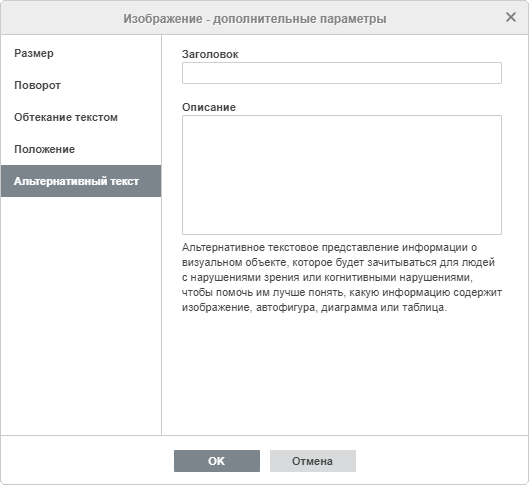 Изображение - дополнительные параметры
Размер
Поворот
Обтекание текстом
Положение
Альтернативный текст
Заголовок
Описание
Альтернативное текстовое представление информации о
визуальном объекте, которое будет зачитываться для людей
с нарушениями зрения или когнитивными нарушениями,
чтобы помочь им лучше понять, какую информацию содержит
изображение, автофигура, диаграмма или таблица.
OK
Отмена